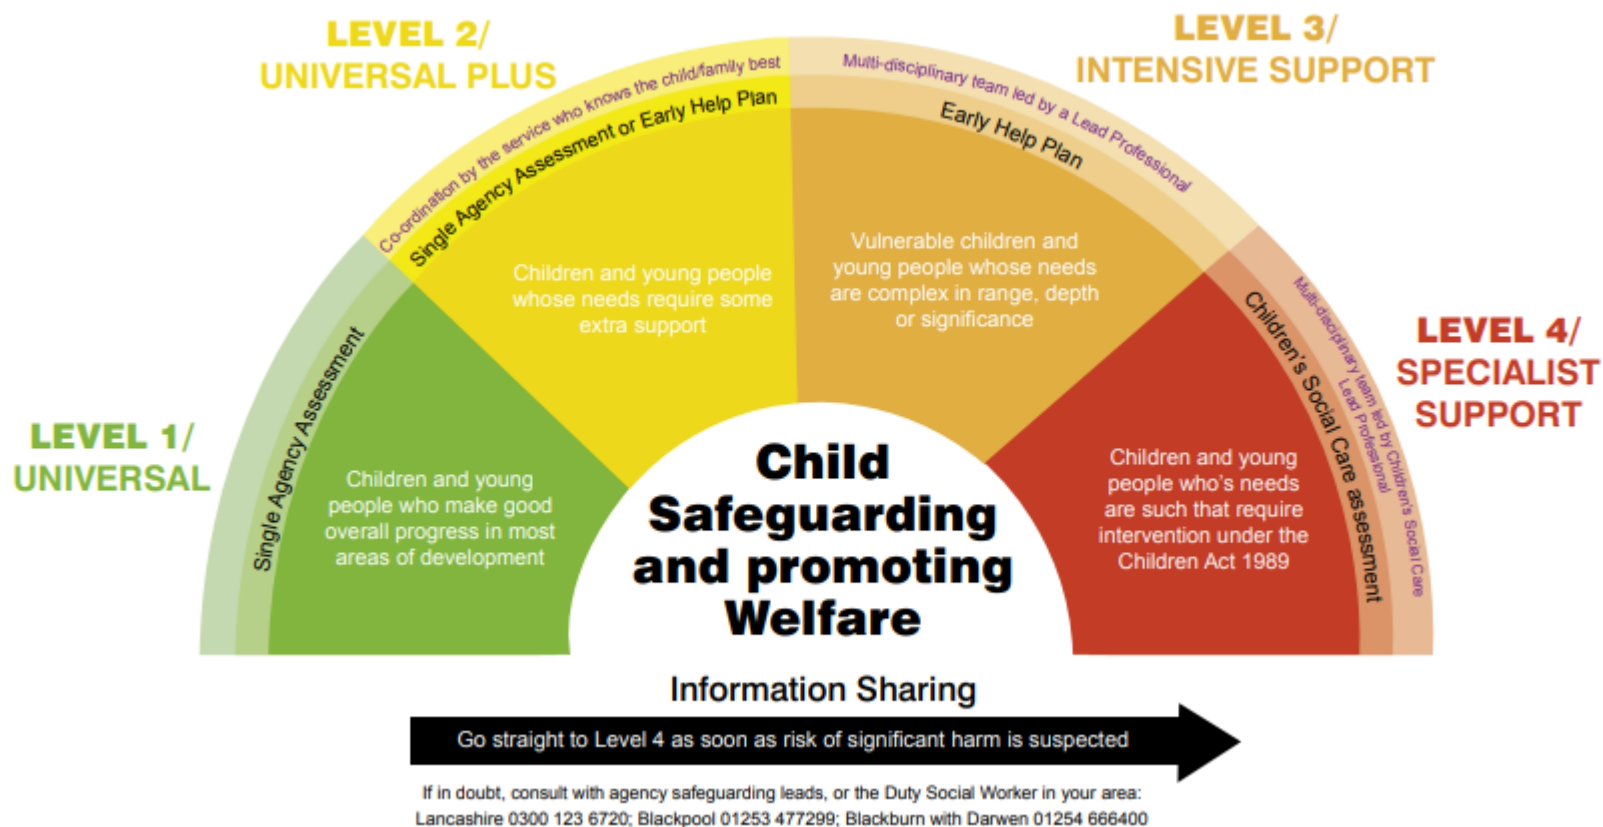 LEVEL 1/
UNIVERSAL
Single Agency Assessment
Children and young
people who make good
overall progress in most
areas of development
LEVEL 2/
UNIVERSAL PLUS
Co-ordination by the service who knows the child/family best
Single Agency Assessment or Early Help Plan
Children and young people
whose needs require some
extra support
LEVEL 3/
INTENSIVE SUPPORT
Multi-disciplinary team led by a Lead Professional
Early Help Plan
Vulnerable children and
young people whose needs
are complex in range, depth
or significance
LEVEL 4/
SPECIALIST
SUPPORT
Multi-disciplinary team led by Children's Social Care
Lead Professional
Children's Social Care assessment
Children and young
people who's needs
are such that require
intervention under the
Children Act 1989
Child
Safeguarding
and promoting
Welfare
Information Sharing
Go straight to Level 4 as soon as risk of significant harm is suspected
If in doubt, consult with agency safeguarding leads, or the Duty Social Worker in your area:
Lancashire 0300 123 6720; Blackpool 01253 477299; Blackburn with Darwen 01254 666400